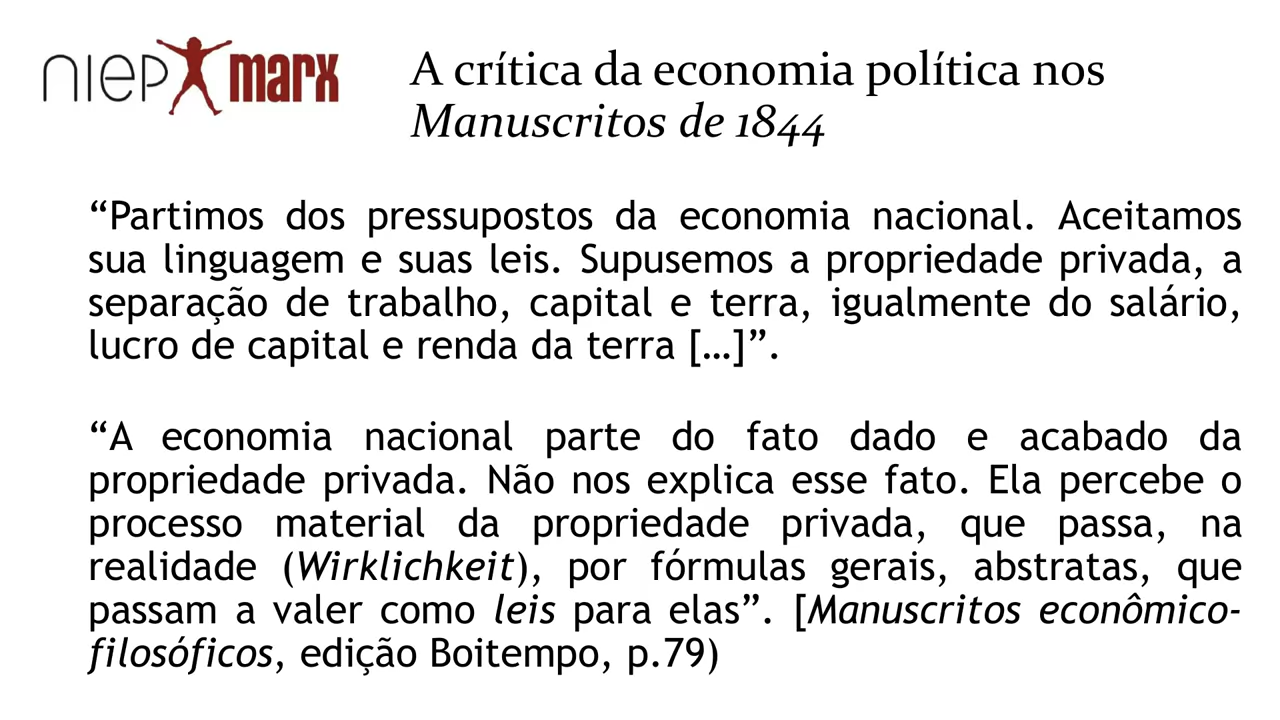 niep marx
A crítica da economia política nos
Manuscritos de 1844
“Partimos dos pressupostos da economia nacional. Aceitamos
sua linguagem e suas leis. Supusemos a propriedade privada, a
separação de trabalho, capital e terra, igualmente do salário,
lucro de capital e renda da terra […]”.
“A economia nacional parte do fato dado e acabado da
propriedade privada. Não nos explica esse fato. Ela percebe o
processo material da propriedade privada, que passa, na
realidade (Wirklichkeit), por fórmulas gerais, abstratas, que
passam a valer como leis para elas”. [Manuscritos econômico-
filosóficos, edição Boitempo, p.79)